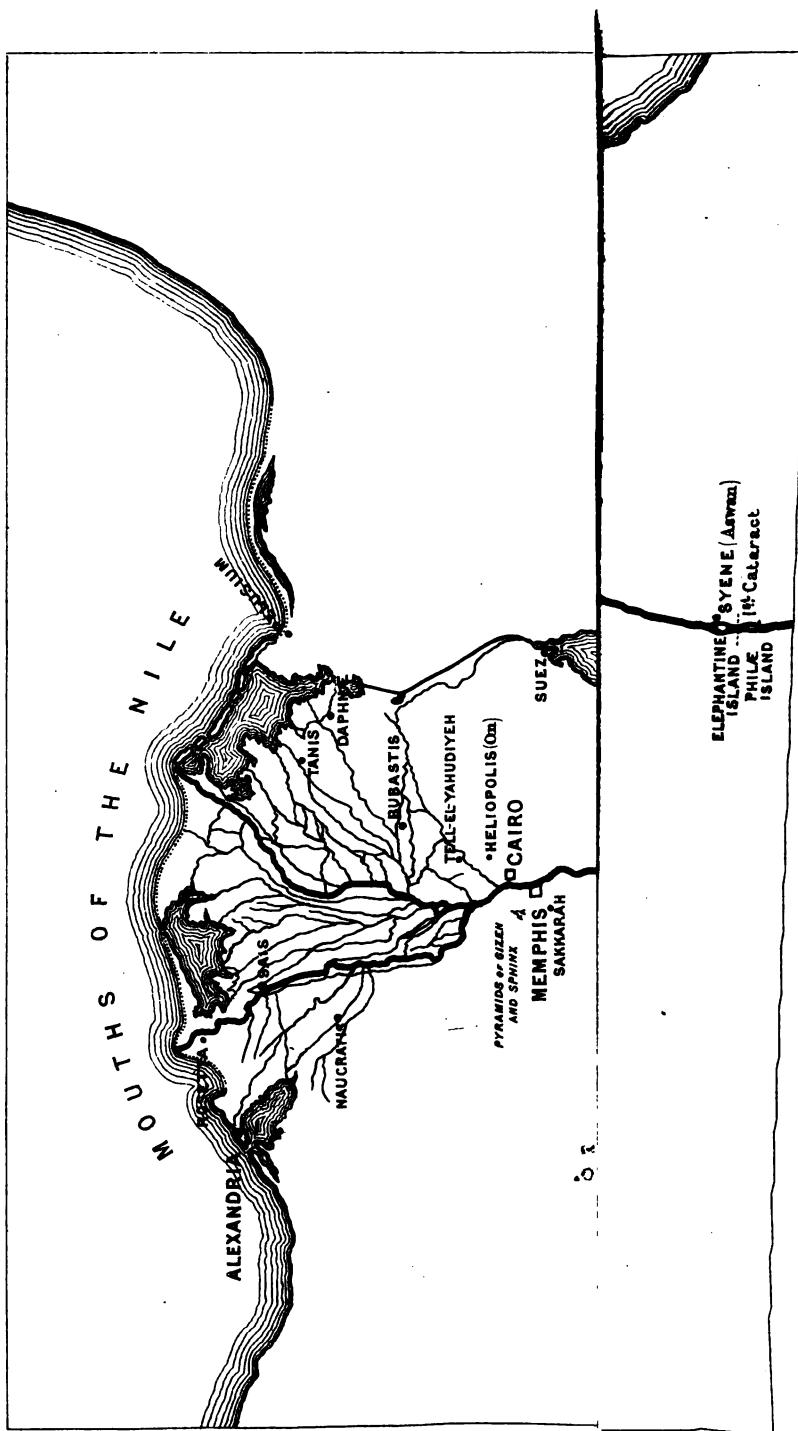 MOUTHS OF THE NILE
ALEXANDRIA
SAIS
NAUCRATIS
TANIS
DAPHNÆ
BUBASTIS
TELL-EL-YAHUDIYEH
HELIOPOLIS (On)
CAIRO
SUEZ
PYRAMIDS OF GIZEH
AND SPHINX
MEMPHIS
SAKKARAH
ELEPHANTINE
ISLAND
SYENE (Aswan)
1st Cataract
PHILÆ
ISLAND